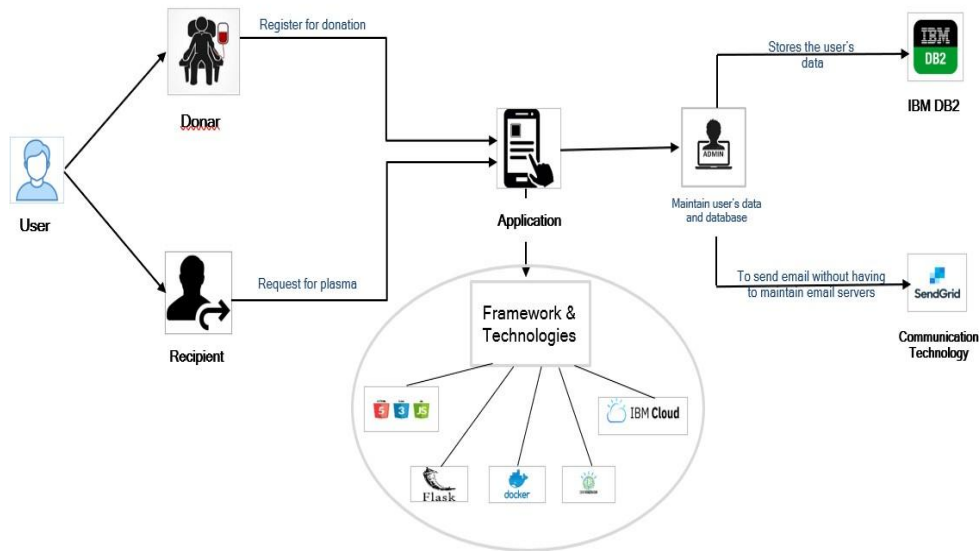 Register for donation
Donar
User
Request for plasma
Recipient
Application
ADMIN
Maintain user's data
and database
Stores the user's
data
IBM
DB2
IBM DB2
To send email without having
to maintain email servers
SendGrid
Communication
Technology
Framework &
Technologies
5 3 JS
IBM Cloud
Flask
docker